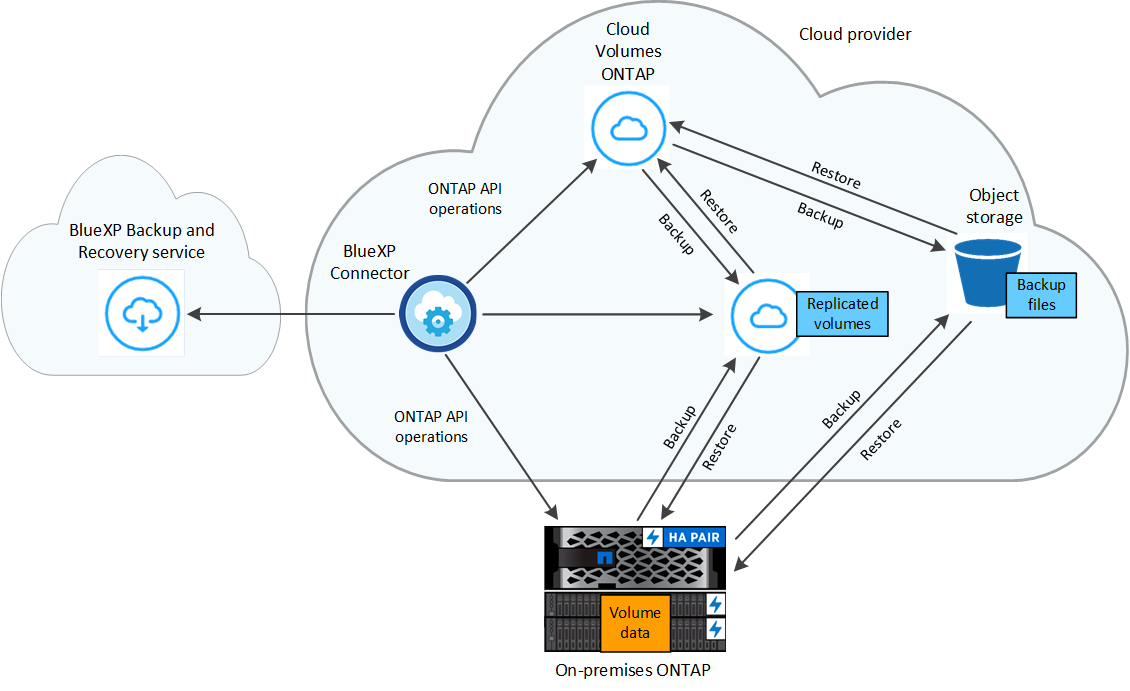 Cloud provider
Cloud
Volumes
ONTAP
Restore
Backup
ONTAP API
operations
Restore
Backup
Object
storage
BlueXP Backup and
Recovery service
BlueXP
Connector
Backup
files
Replicated
volumes
ONTAP API
operations
Backup
Restore
Backup
Restore
HA PAIR
Volume
data
On-premises ONTAP